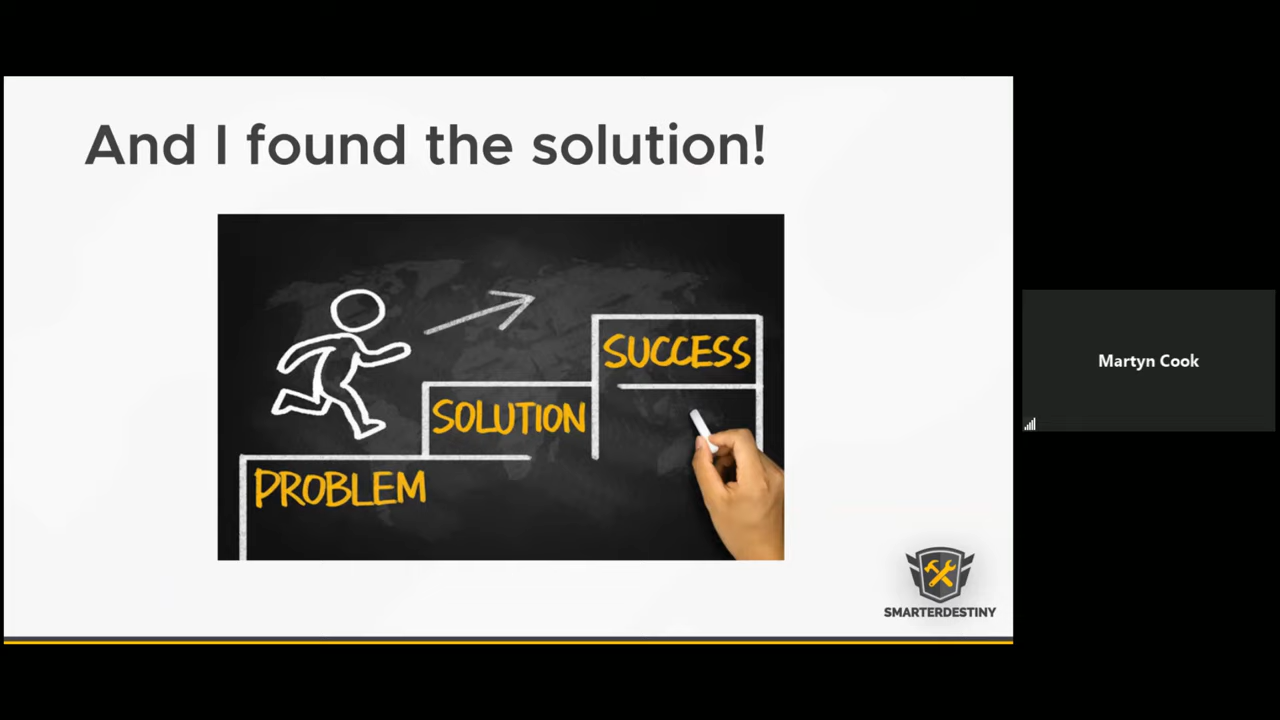 And I found the solution!
SUCCESS
SOLUTION
PROBLEM
SMARTERDESTINY
Martyn Cook